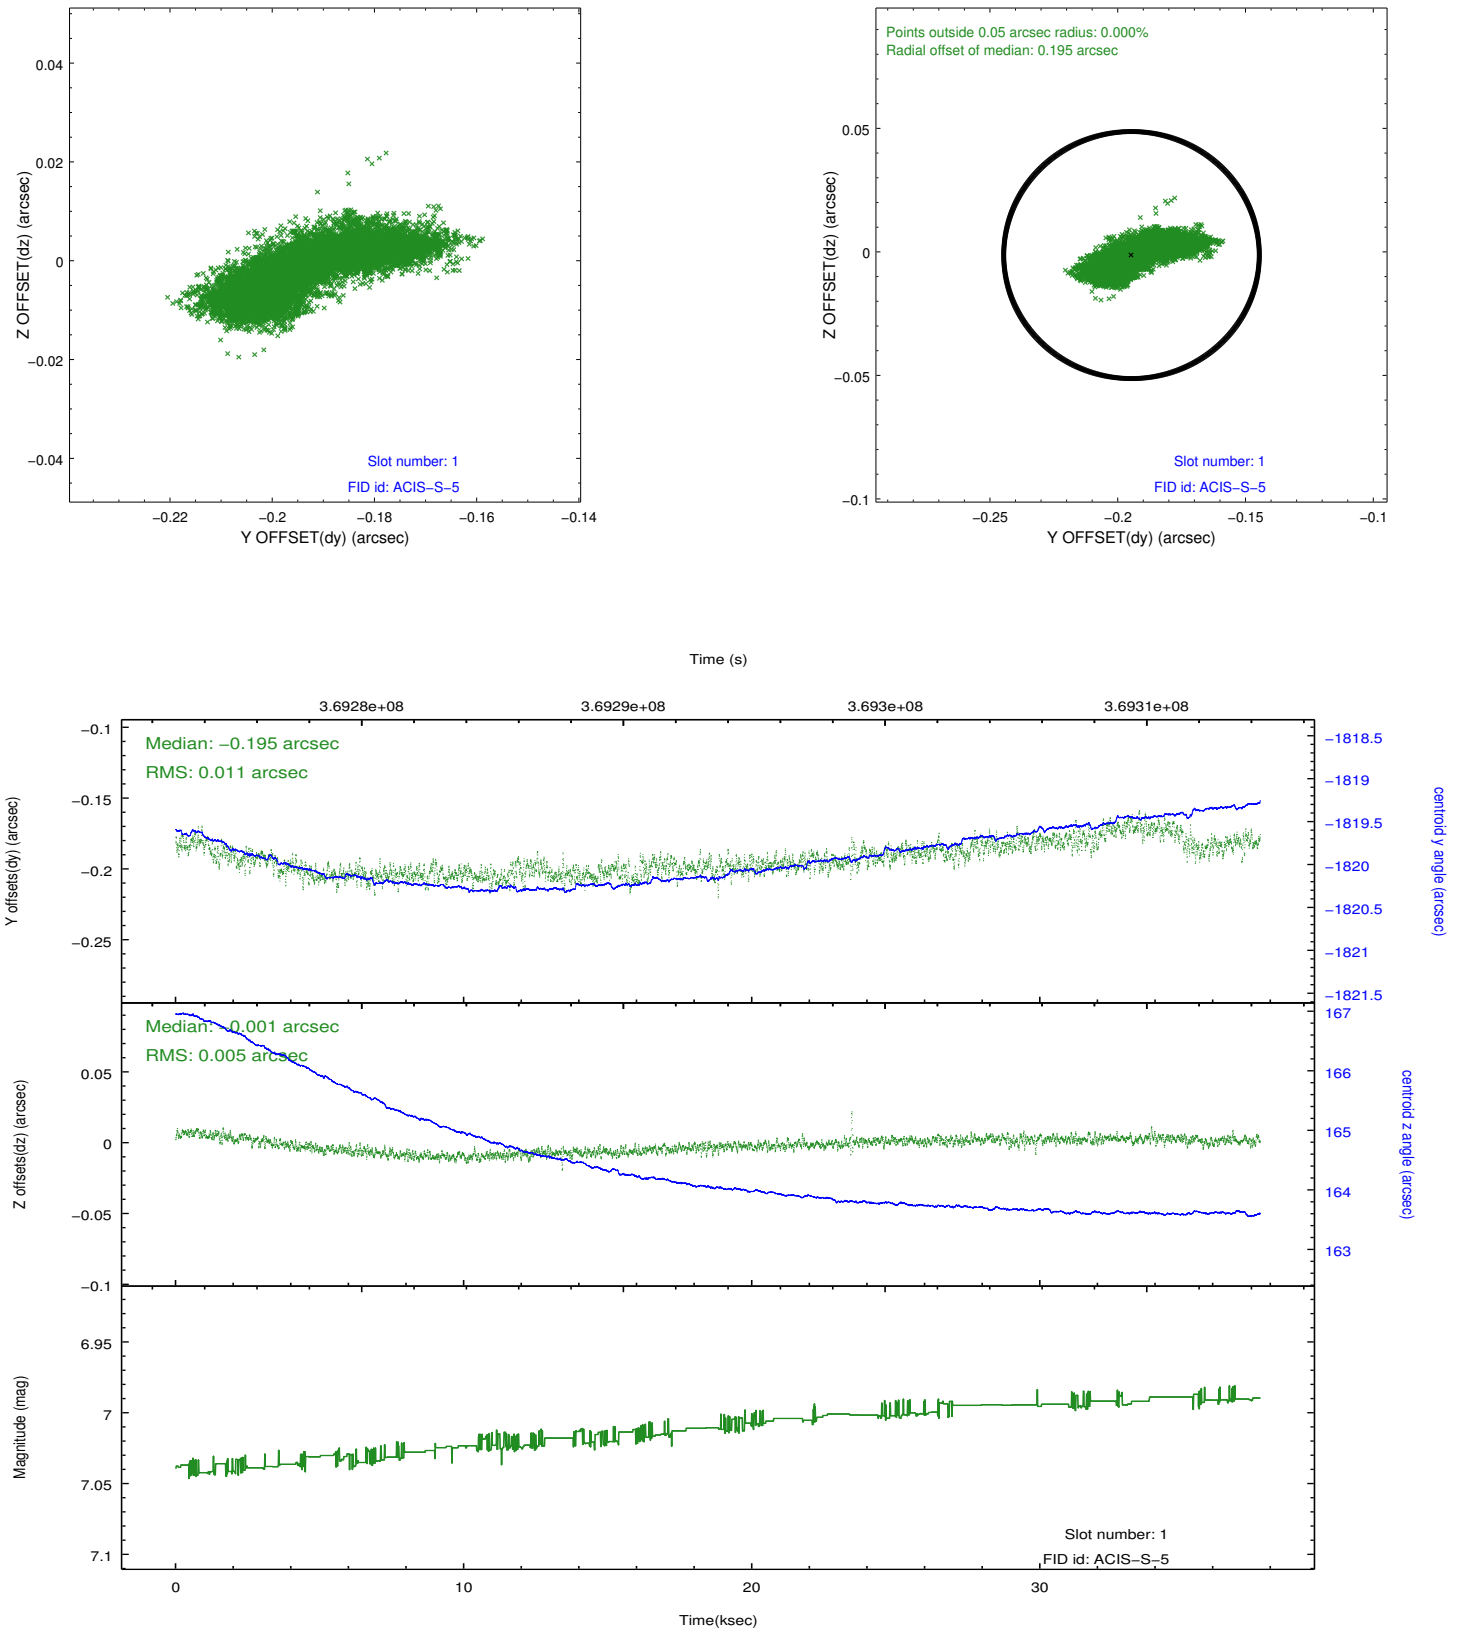 0.04
0.02
0
−0.02
−0.04
Z OFFSET(dz) (arcsec)
Slot number: 1
FID id: ACIS−S−5
−0.22
−0.2
−0.18
−0.16
−0.14
Y OFFSET(dy) (arcsec)
Points outside 0.05 arcsec radius: 0.000%
Radial offset of median: 0.195 arcsec
0.05
0
−0.05
−0.1
Z OFFSET(dz) (arcsec)
Slot number: 1
FID id: ACIS−S−5
−0.25
−0.2
−0.15
−0.1
Y OFFSET(dy) (arcsec)
Time (s)
3.6928e+08
3.6929e+08
3.693e+08
3.6931e+08
Median: −0.195 arcsec
RMS: 0.011 arcsec
−0.1
−0.15
−0.2
−0.25
Y offsets(dy) (arcsec)
−1818.5
−1819
−1819.5
−1820
−1820.5
−1821
−1821.5
centroid y angle (arcsec)
Median: −0.001 arcsec
RMS: 0.005 arcsec
0.05
0
−0.05
−0.1
Z offsets(dz) (arcsec)
167
166
165
164
163
centroid z angle (arcsec)
6.95
7
7.05
7.1
Magnitude (mag)
Slot number: 1
FID id: ACIS−S−5
0
10
20
30
Time(ksec)